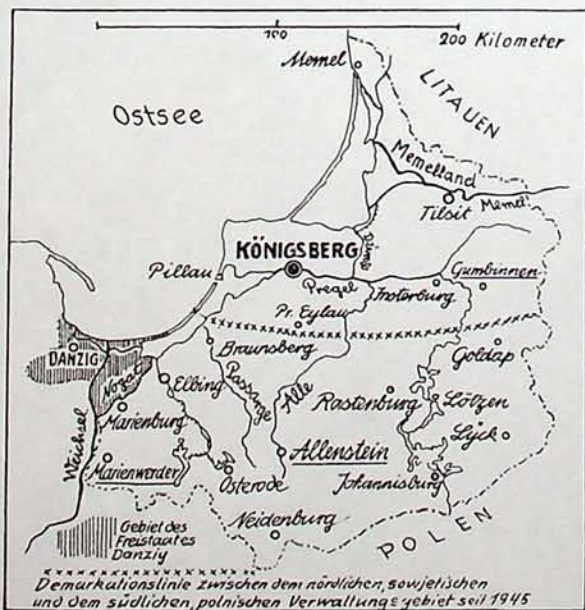 100
200 Kilometer
Memel
LITAUEN
Ostsee
Memelland
Memel
Tilsit
KÖNIGSBERG
Pillau
Pregel
Insterburg
Gumbinnen
Pr. Eylau
DANZIG
Braunsberg
Goldap
Nogat
Elbing
Passarge
Alle
Rastenburg
Lötzen
Marienburg
Lyck
Weichsel
Marienwerder
Allenstein
Osterode
Johannisburg
Neidenburg
POLEN
Gebiet des
Freistaates
Danzig
Demarkationslinie zwischen dem nördlichen, sowjetischen
und dem südlichen, polnischen Verwaltungsgebiet seit 1945